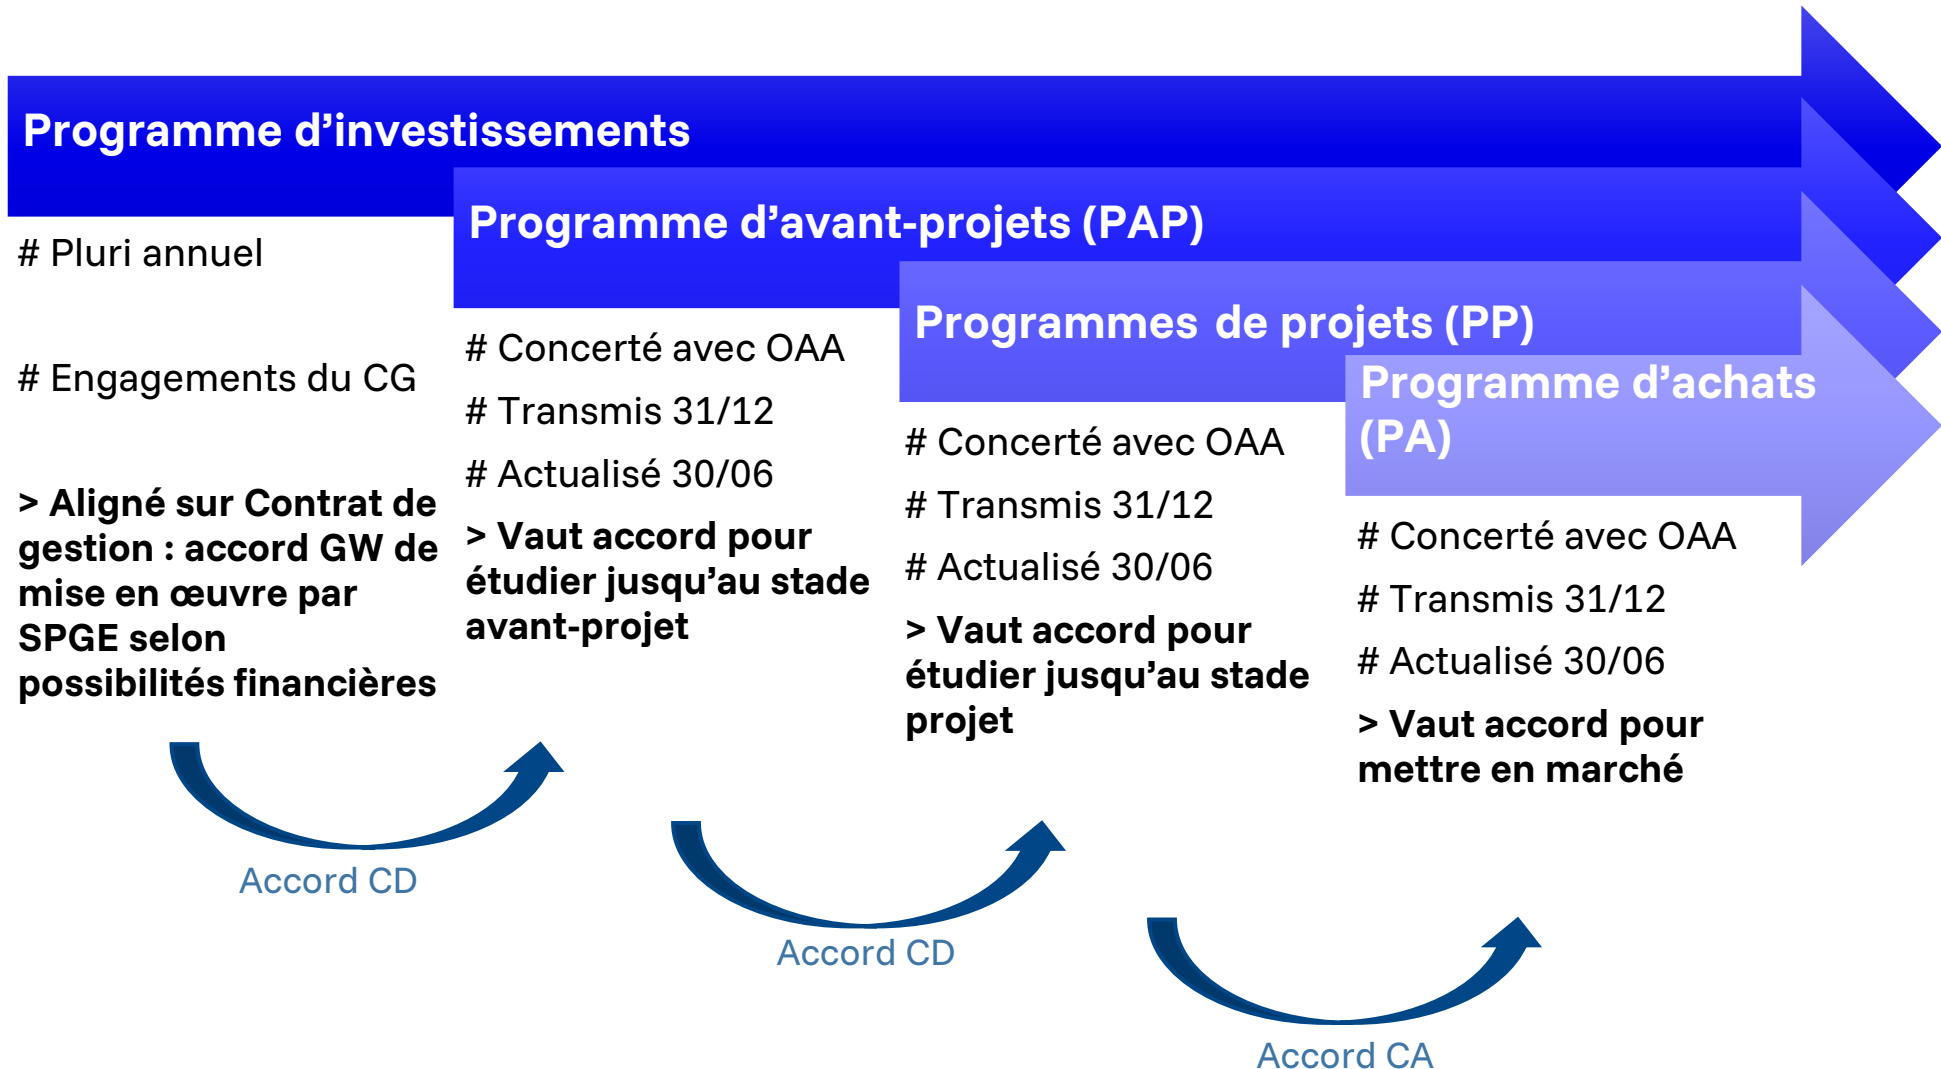 Programme d’investissements
# Pluri annuel
# Engagements du CG
> Aligné sur Contrat de
gestion : accord GW de
mise en œuvre par
SPGE selon
possibilités financières
Programme d’avant-projets (PAP)
# Concerté avec OAA
# Transmis 31/12
# Actualisé 30/06
> Vaut accord pour
étudier jusqu’au stade
avant-projet
Programmes de projets (PP)
# Concerté avec OAA
# Transmis 31/12
# Actualisé 30/06
> Vaut accord pour
étudier jusqu’au stade
projet
Programme d’achats
(PA)
# Concerté avec OAA
# Transmis 31/12
# Actualisé 30/06
> Vaut accord pour
mettre en marché
Accord CD
Accord CD
Accord CA